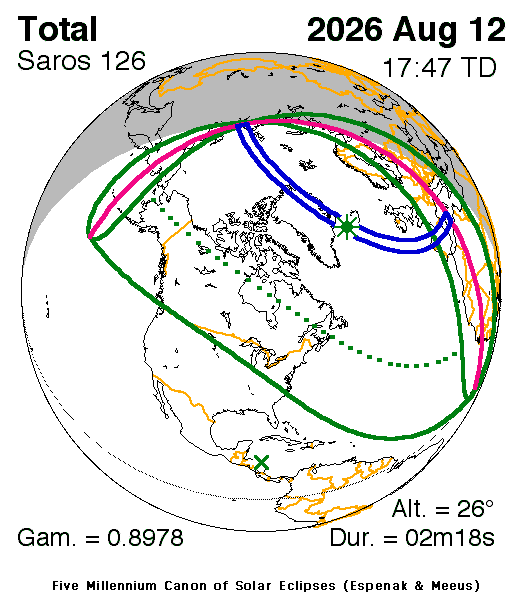 Total 2026 Aug 12
Saros 126 17:47 TD
Alt. = 26°
Gam. = 0.8978 Dur. = 02m18s
Five Millennium Canon of Solar Eclipses (Espenak & Meeus)